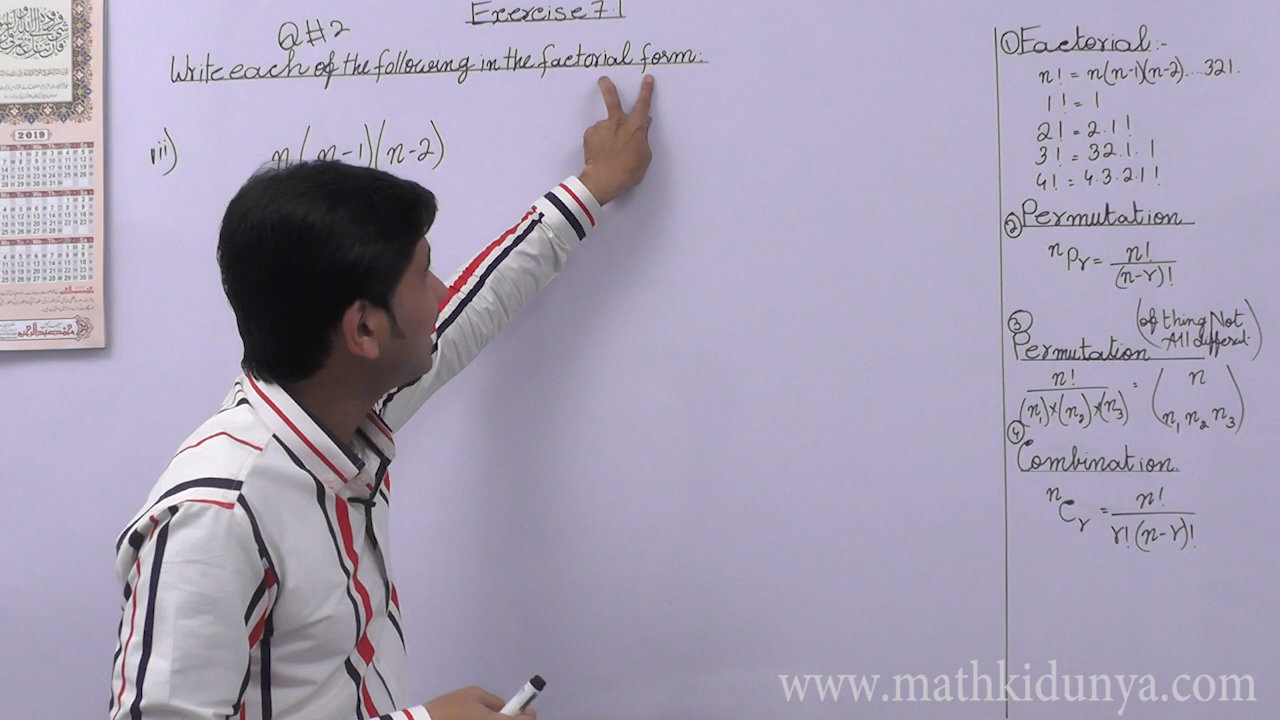 Exercise 7.1
Q#2
Write each of the following in the factorial form:
vii) n(n-1)(n-2)
① Factorial:-
n! = n(n-1)(n-2)....321.
1! = 1
2! = 2.1!
3! = 32.1.1
4! = 4.3.2.1!
② Permutation
ⁿPr = n!/(n-r)!
③ Permutation (of thing Not All different.)
n!/(n₁)×(n₂)×(n₃) = (n n₁ n₂ n₃)
④ Combination.
ⁿCr = n!/r!(n-r)!
2019
www.mathkidunya.com